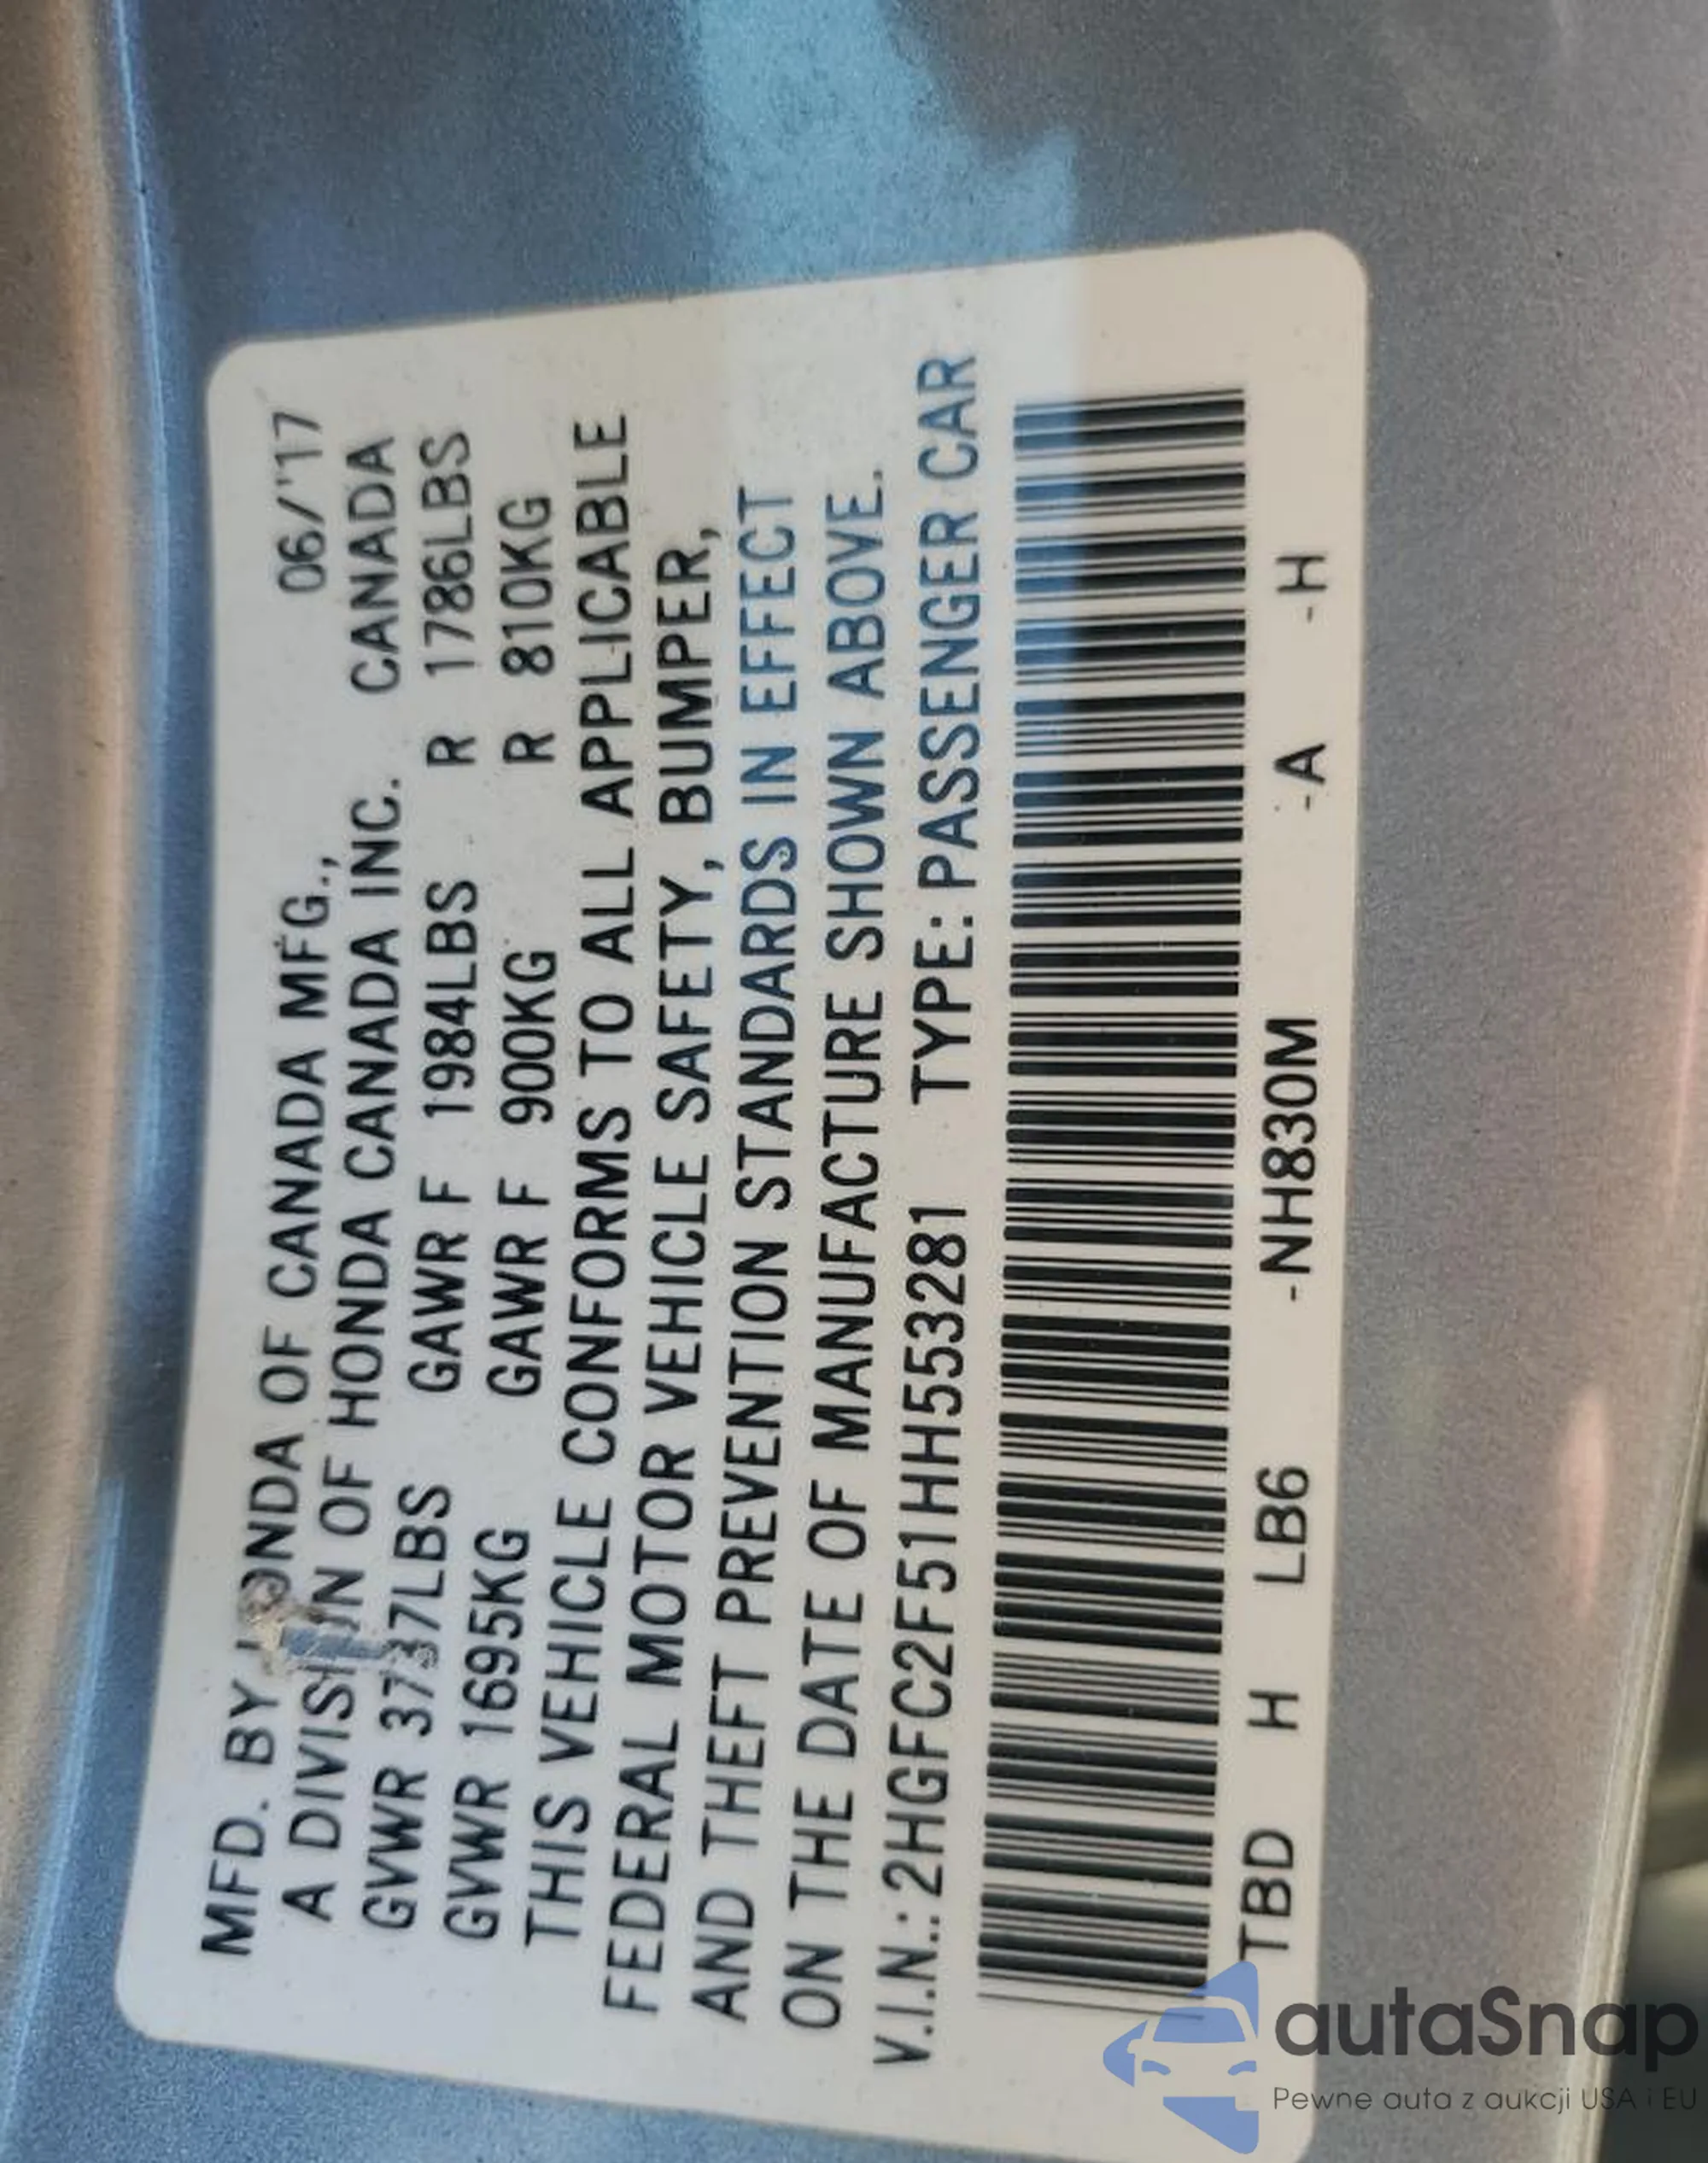 MFD. BY HONDA OF CANADA MFG., 06/'17
A DIVISION OF HONDA CANADA INC. CANADA
GVWR 3737LBS GAWR F 1984LBS R 1786LBS
GVWR 1695KG GAWR F 900KG R 810KG
THIS VEHICLE CONFORMS TO ALL APPLICABLE
FEDERAL MOTOR VEHICLE SAFETY, BUMPER,
AND THEFT PREVENTION STANDARDS IN EFFECT
ON THE DATE OF MANUFACTURE SHOWN ABOVE.
V.I.N.: 2HGFC2F51HH553281 TYPE: PASSENGER CAR
TBD H LB6 -NH830M -A -H
autaSnap
Pewne auta z aukcji USA i EU